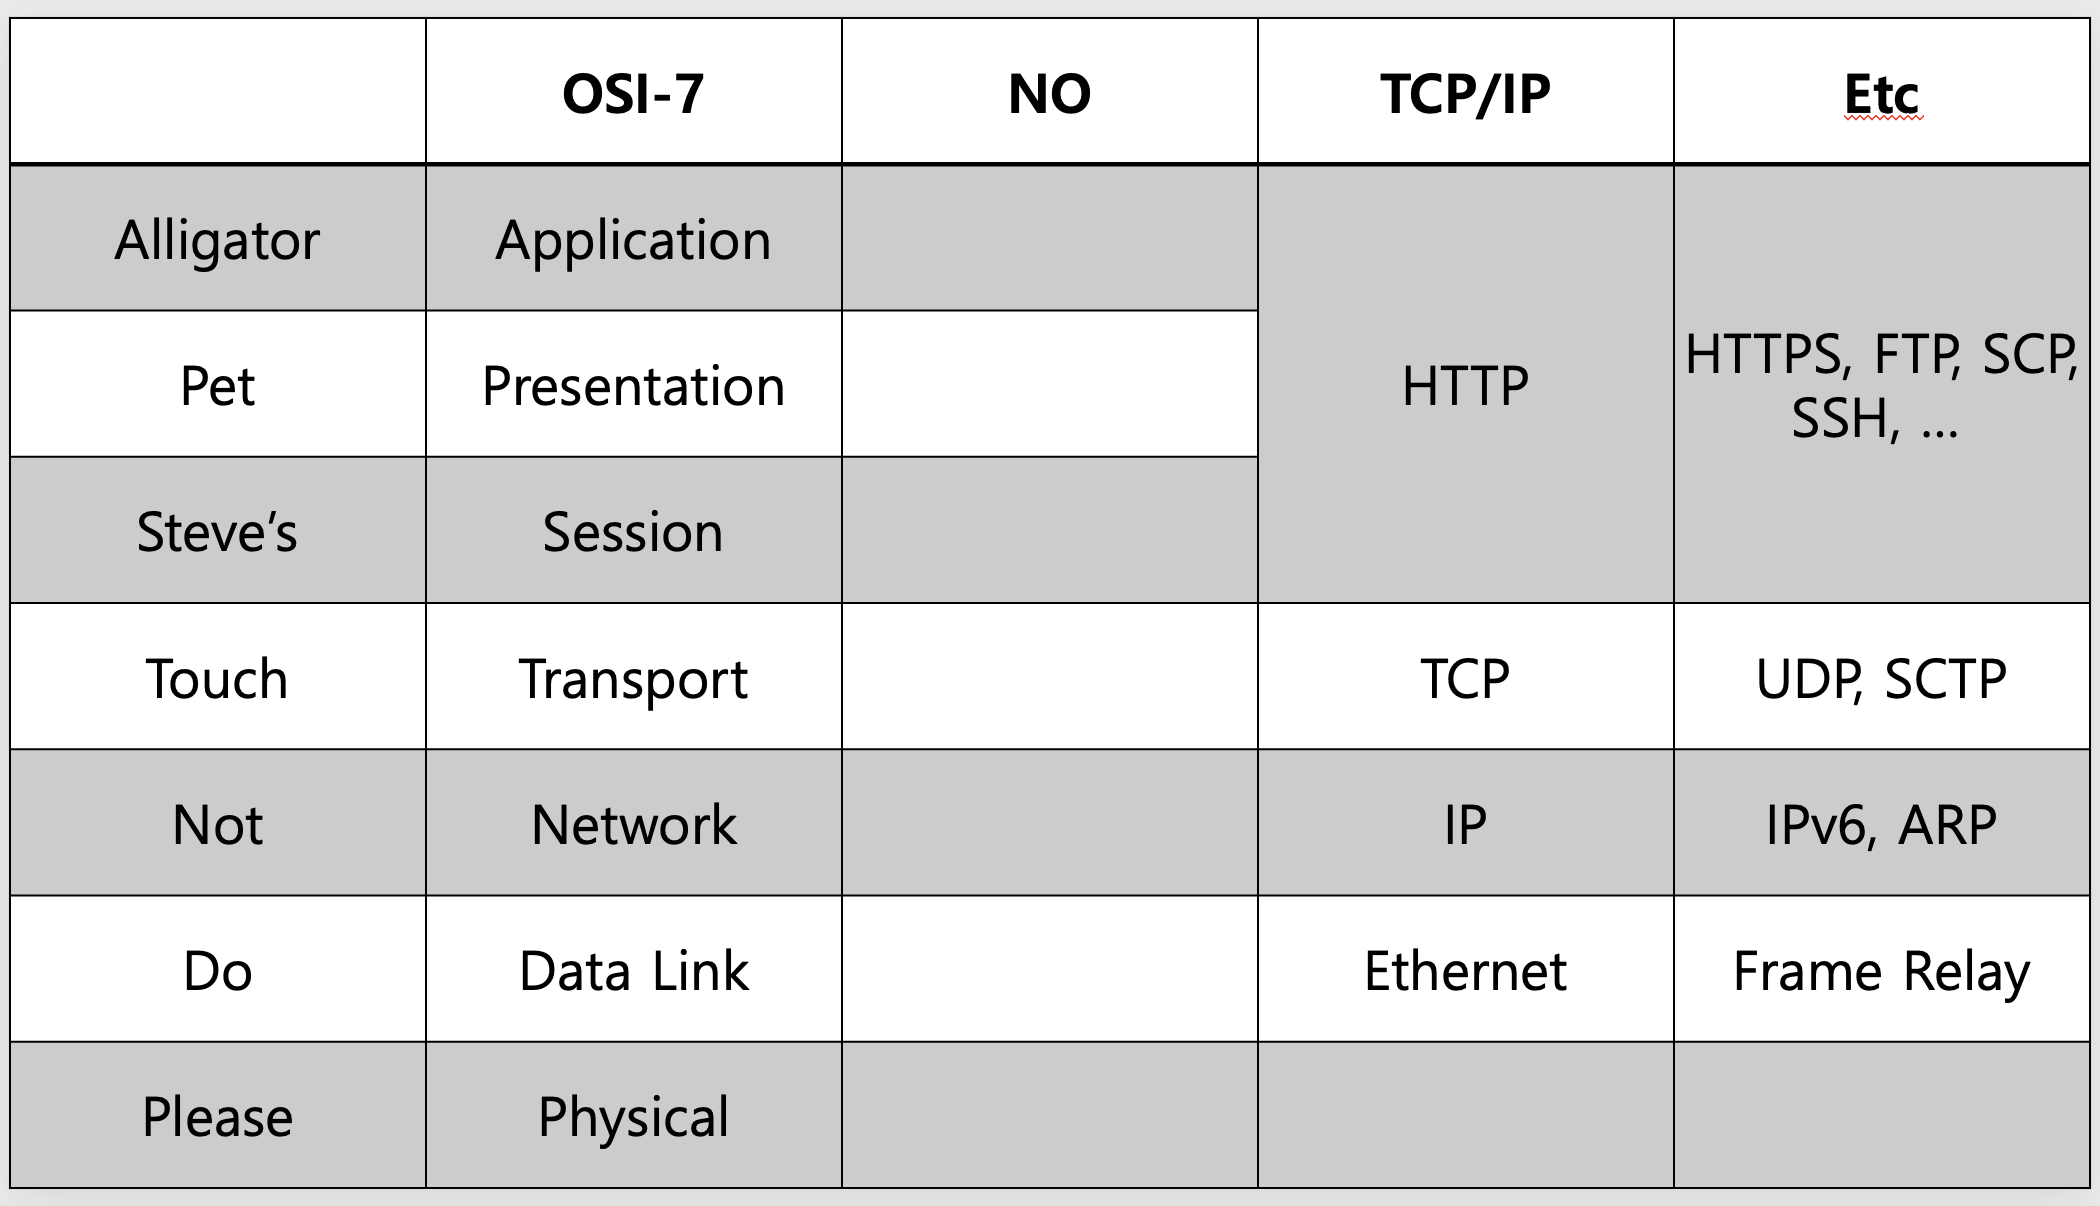 OSI-7 NO TCP/IP Etc
Alligator Application
Pet Presentation HTTP HTTPS, FTP, SCP,
SSH, ...
Steve's Session
Touch Transport TCP UDP, SCTP
Not Network IP IPv6, ARP
Do Data Link Ethernet Frame Relay
Please Physical